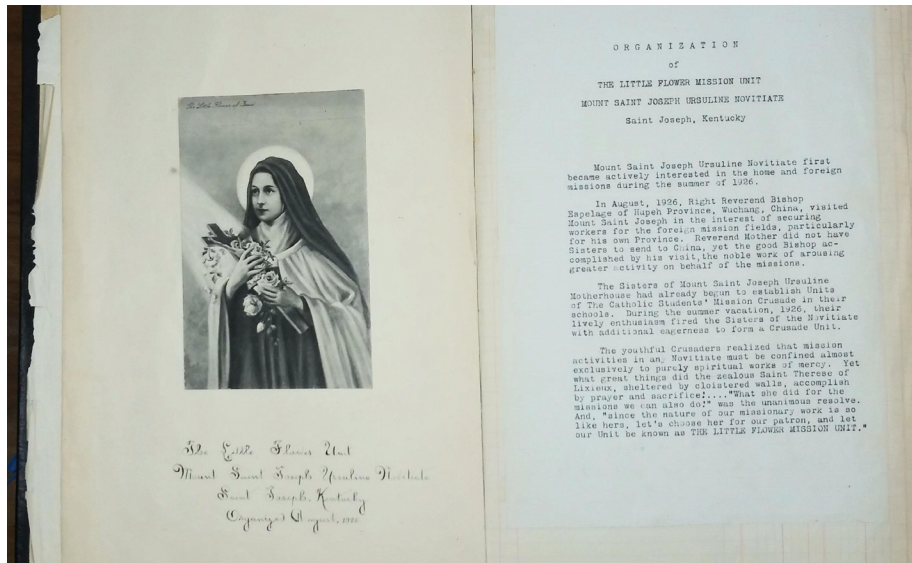 The Little Flower of Jesus
The Little Flower Unit
Mount Saint Joseph Ursuline Novitiate
Saint Joseph, Kentucky
Organized August, 1926
ORGANIZATION
of
THE LITTLE FLOWER MISSION UNIT
MOUNT SAINT JOSEPH URSULINE NOVITIATE
Saint Joseph, Kentucky
Mount Saint Joseph Ursuline Novitiate first
became actively interested in the home and foreign
missions during the summer of 1926.
In August, 1926, Right Reverend Bishop
Espelage of Hupeh Province, Wuchang, China, visited
Mount Saint Joseph in the interest of securing
workers for the foreign mission fields, particularly
for his own Province. Reverend Mother did not have
Sisters to send to China, yet the good Bishop ac-
complished by his visit,the noble work of arousing
greater activity on behalf of the missions.
The Sisters of Mount Saint Joseph Ursuline
Motherhouse had already begun to establish Units
of The Catholic Students' Mission Crusade in their
schools. During the summer vacation, 1926, their
lively enthusiasm fired the Sisters of the Novitiate
with additional eagerness to form a Crusade Unit.
The youthful Crusaders realized that mission
activities in any Novitiate must be confined almost
exclusively to purely spiritual works of mercy. Yet
what great things did the zealous Saint Therese of
Lixieux, sheltered by cloistered walls, accomplish
by prayer and sacrifice!...."What she did for the
missions we can also do!" was the unanimous resolve.
And, "since the nature of our missionary work is so
like hers, let's choose her for our patron, and let
our Unit be known as THE LITTLE FLOWER MISSION UNIT."